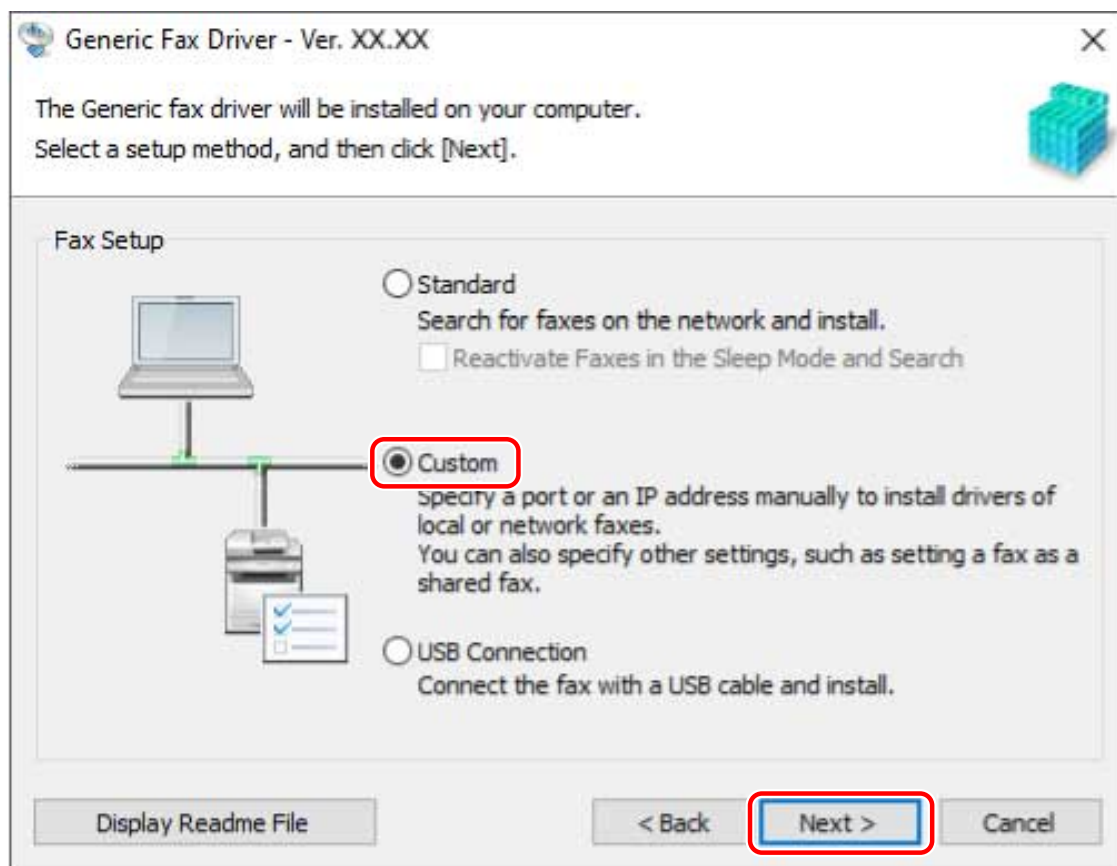 Generic Fax Driver - Ver. XX.XX
The Generic fax driver will be installed on your computer.
Select a setup method, and then click [Next].
Fax Setup
Standard
Search for faxes on the network and install.
Reactivate Faxes in the Sleep Mode and Search
Custom
Specify a port or an IP address manually to install drivers of
local or network faxes.
You can also specify other settings, such as setting a fax as a
shared fax.
USB Connection
Connect the fax with a USB cable and install.
Display Readme File
< Back
Next >
Cancel